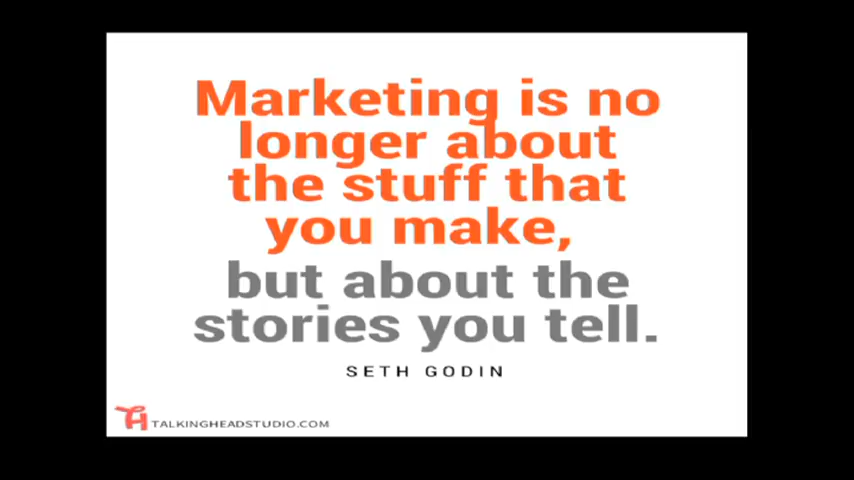 Marketing is no
longer about
the stuff that
you make,
but about the
stories you tell.
SETH GODIN
TALKINGHEADSTUDIO.COM